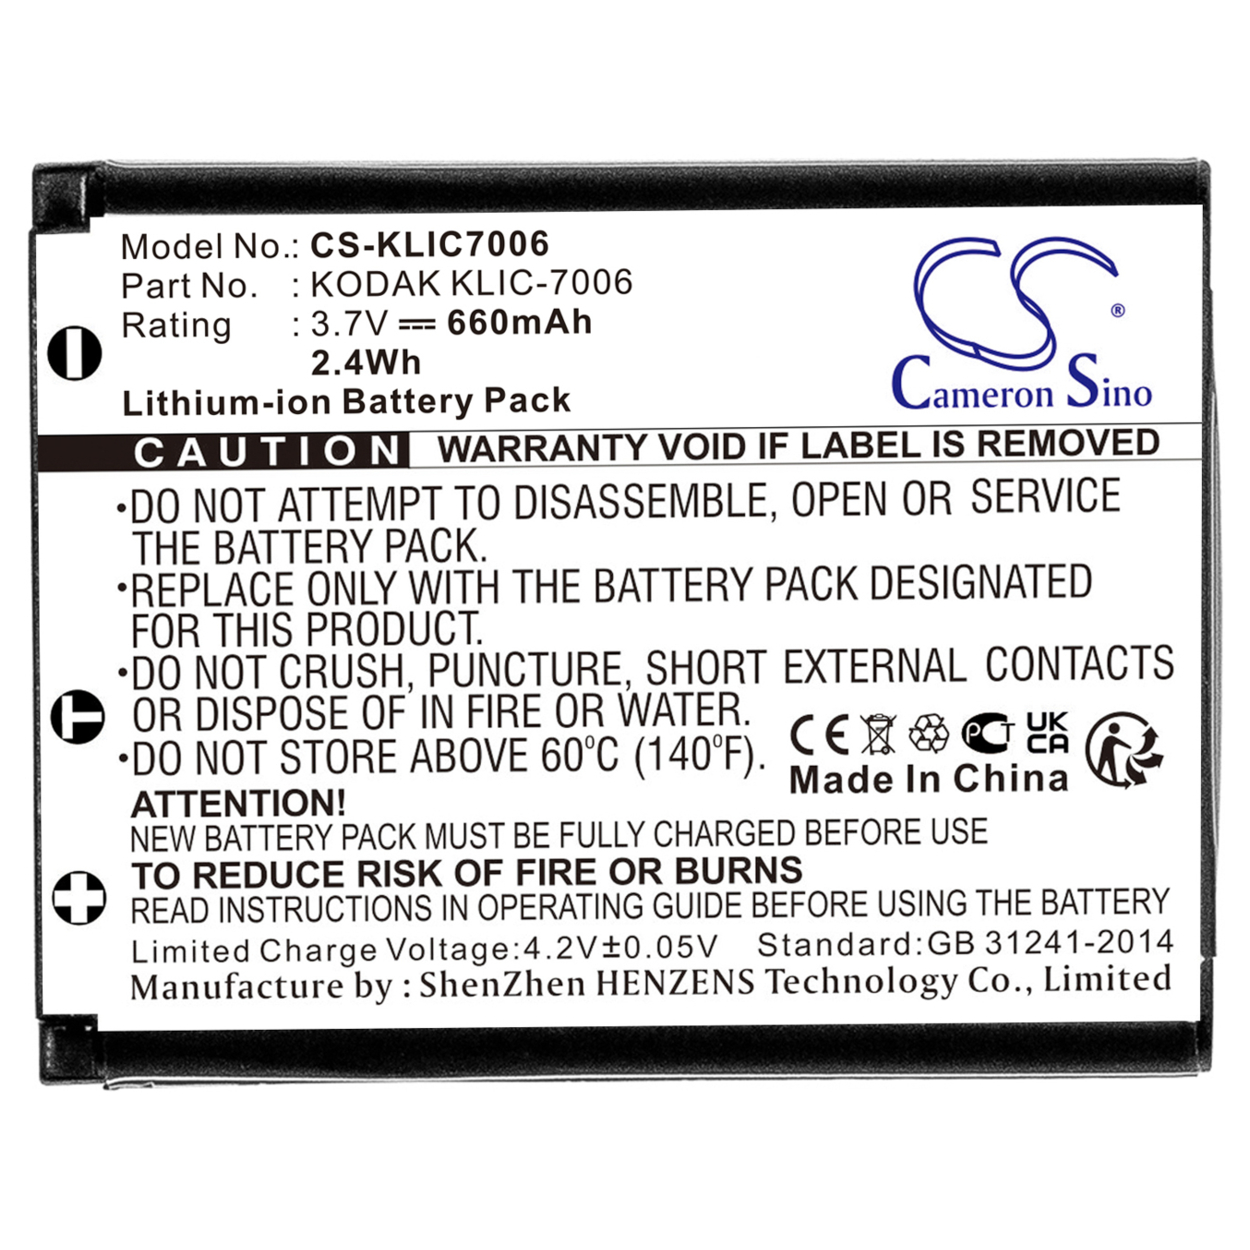 Model No.: CS-KLIC7006
Part No. : KODAK KLIC-7006
Rating : 3.7V ⎓ 660mAh
2.4Wh
Lithium-ion Battery Pack
CS®
Cameron Sino
CAUTION WARRANTY VOID IF LABEL IS REMOVED
•DO NOT ATTEMPT TO DISASSEMBLE, OPEN OR SERVICE
THE BATTERY PACK.
•REPLACE ONLY WITH THE BATTERY PACK DESIGNATED
FOR THIS PRODUCT.
•DO NOT CRUSH, PUNCTURE, SHORT EXTERNAL CONTACTS
OR DISPOSE OF IN FIRE OR WATER.
•DO NOT STORE ABOVE 60°C (140°F).
CE PCT UK CA
Made In China
ATTENTION!
NEW BATTERY PACK MUST BE FULLY CHARGED BEFORE USE
TO REDUCE RISK OF FIRE OR BURNS
READ INSTRUCTIONS IN OPERATING GUIDE BEFORE USING THE BATTERY
Limited Charge Voltage:4.2V±0.05V Standard:GB 31241-2014
Manufacture by : ShenZhen HENZENS Technology Co., Limited
- T +